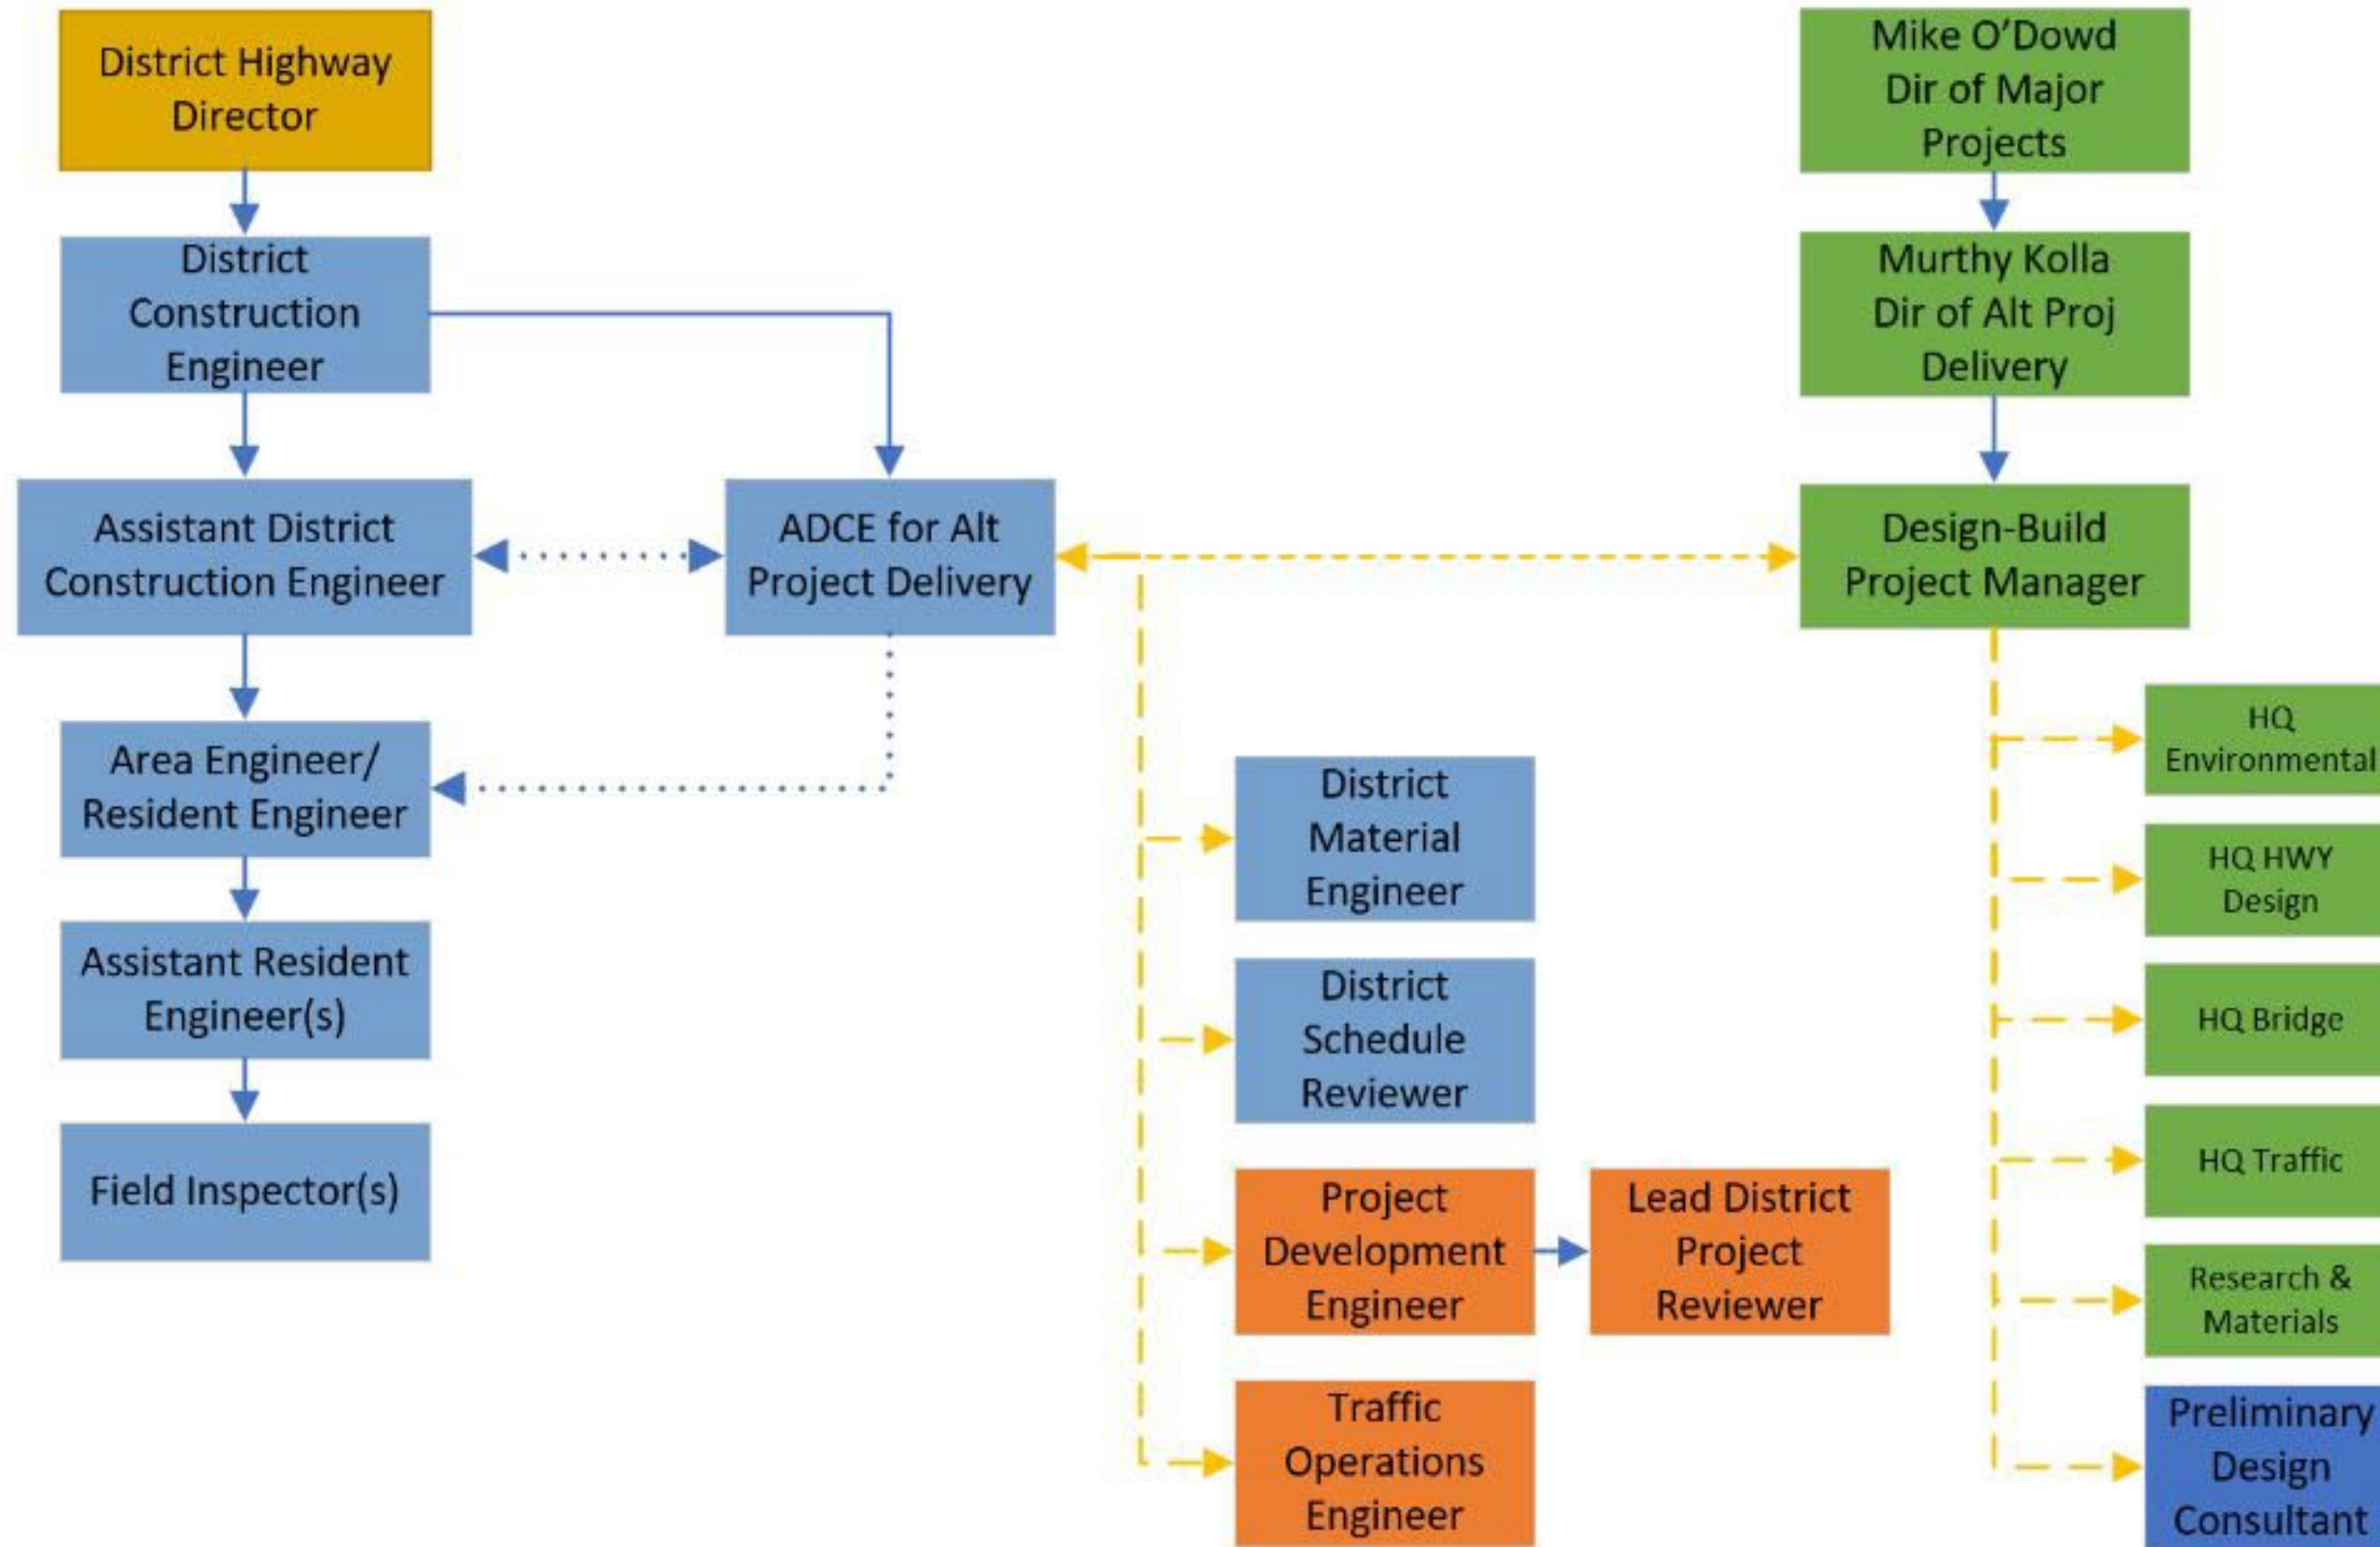 District Highway
Director
District
Construction
Engineer
Assistant District
Construction Engineer
Area Engineer/
Resident Engineer
Assistant Resident
Engineer(s)
Field Inspector(s)
ADCE for Alt
Project Delivery
District
Material
Engineer
District
Schedule
Reviewer
Project
Development
Engineer
Lead District
Project
Reviewer
Traffic
Operations
Engineer
Mike O’Dowd
Dir of Major
Projects
Murthy Kolla
Dir of Alt Proj
Delivery
Design-Build
Project Manager
HQ
Environmental
HQ HWY
Design
HQ Bridge
HQ Traffic
Research &
Materials
Preliminary
Design
Consultant